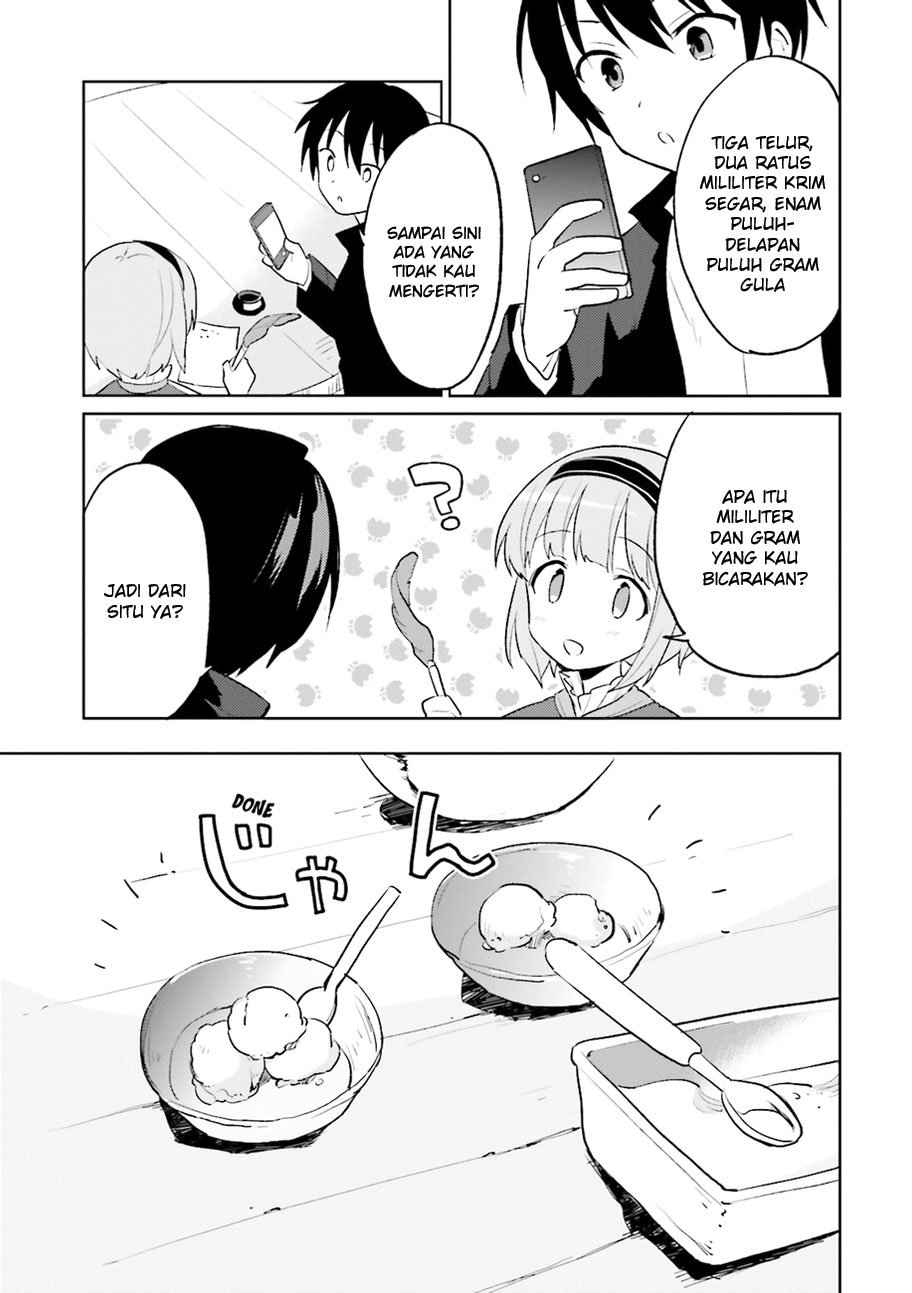 TIGA TELUR,
DUA RATUS
MILILITER KRIM
SEGAR, ENAM
PULUH-
DELAPAN
PULUH GRAM
GULA
SAMPAI SINI
ADA YANG
TIDAK KAU
MENGERTI?
APA ITU
MILILITER
DAN GRAM
YANG KAU
BICARAKAN?
?
JADI DARI
SITU YA?
DONE
じゃん